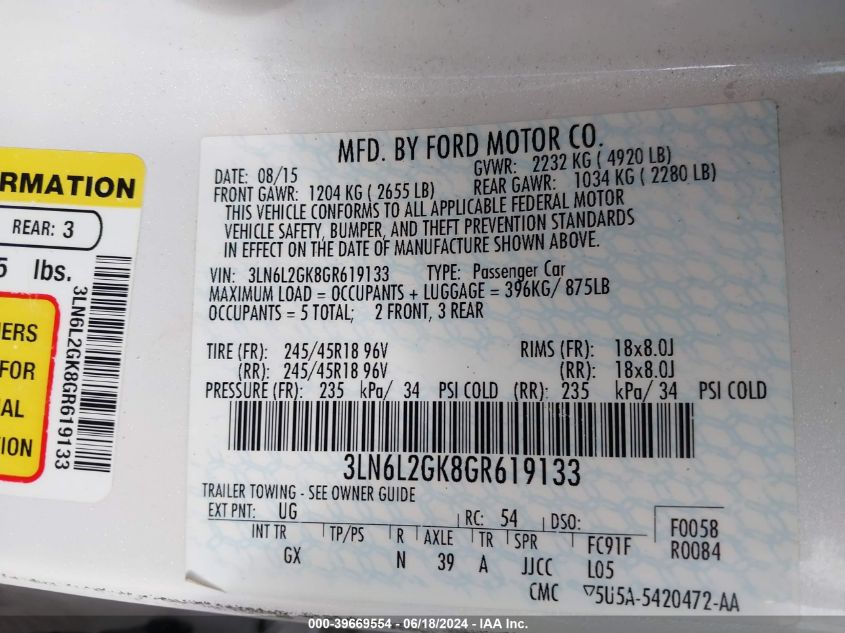 RMATION
REAR: 3
5 lbs.
3LN6L2GK8GR619133
ERS
FOR
AL
TION
MFD. BY FORD MOTOR CO.
DATE: 08/15 GVWR: 2232 KG ( 4920 LB)
FRONT GAWR: 1204 KG ( 2655 LB) REAR GAWR: 1034 KG ( 2280 LB)
THIS VEHICLE CONFORMS TO ALL APPLICABLE FEDERAL MOTOR
VEHICLE SAFETY, BUMPER, AND THEFT PREVENTION STANDARDS
IN EFFECT ON THE DATE OF MANUFACTURE SHOWN ABOVE.
VIN: 3LN6L2GK8GR619133 TYPE: Passenger Car
MAXIMUM LOAD = OCCUPANTS + LUGGAGE = 396KG/ 875LB
OCCUPANTS = 5 TOTAL; 2 FRONT, 3 REAR
TIRE (FR): 245/45R18 96V RIMS (FR): 18x8.0J
(RR): 245/45R18 96V (RR): 18x8.0J
PRESSURE (FR): 235 kPa/ 34 PSI COLD (RR): 235 kPa/ 34 PSI COLD
3LN6L2GK8GR619133
TRAILER TOWING - SEE OWNER GUIDE
EXT PNT: UG RC: 54 DSO: F0058
INT TR TP/PS R AXLE TR SPR FC91F R0084
GX N 39 A JJCC L05
CMC 5U5A-5420472-AA
000-39669554 - 06/18/2024 - IAA Inc.